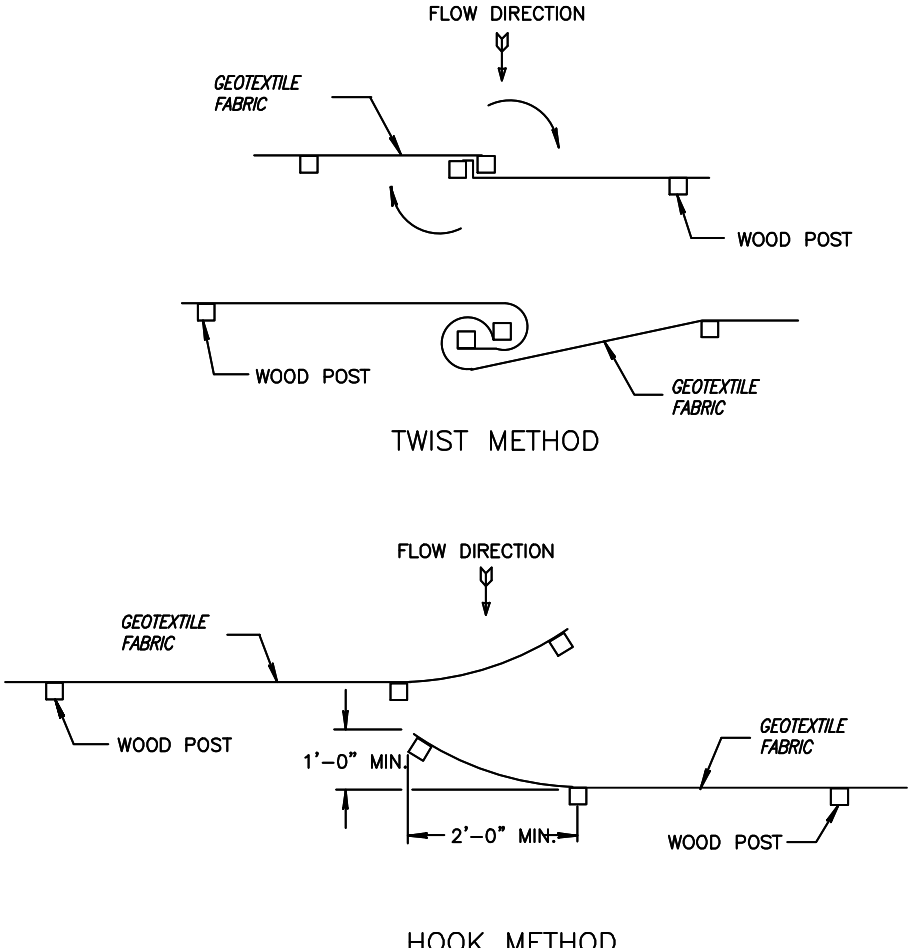 FLOW DIRECTION
GEOTEXTILE
FABRIC
WOOD POST
WOOD POST
GEOTEXTILE
FABRIC
TWIST METHOD
FLOW DIRECTION
GEOTEXTILE
FABRIC
WOOD POST
GEOTEXTILE
FABRIC
1'-0" MIN.
2'-0" MIN.
WOOD POST
HOOK METHOD